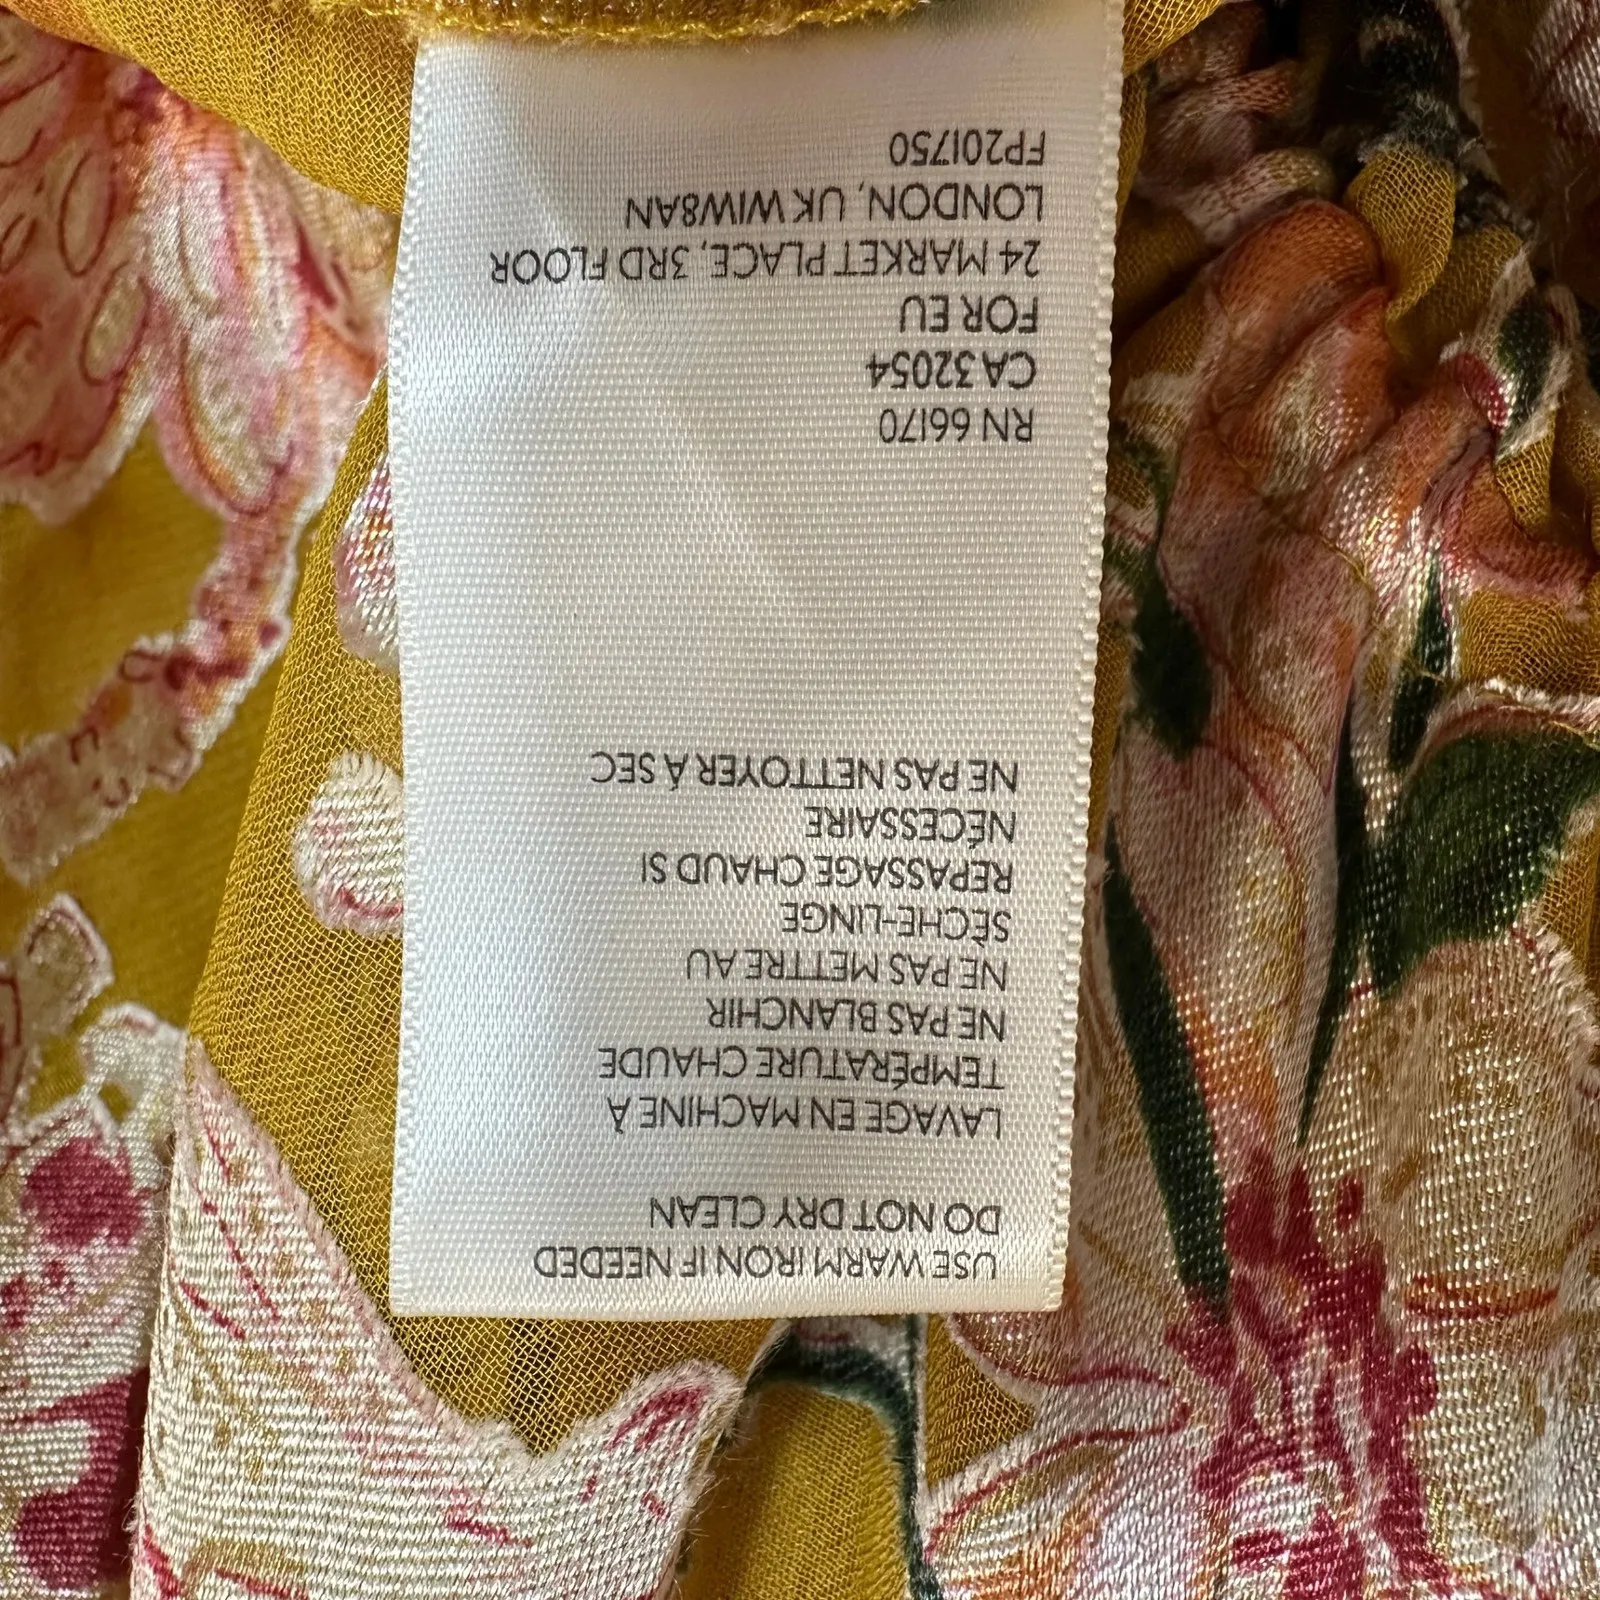 USE WARM IRON IF NEEDED
DO NOT DRY CLEAN
LAVAGE EN MACHINE À
TEMPÉRATURE CHAUDE
NE PAS BLANCHIR
NE PAS METTRE AU
SÈCHE-LINGE
REPASSAGE CHAUD SI
NÉCESSAIRE
NE PAS NETTOYER Á SEC
RN 66170
CA 32054
FOR EU
24 MARKET PLACE, 3RD FLOOR
LONDON, UK W1W8AN
FP201750